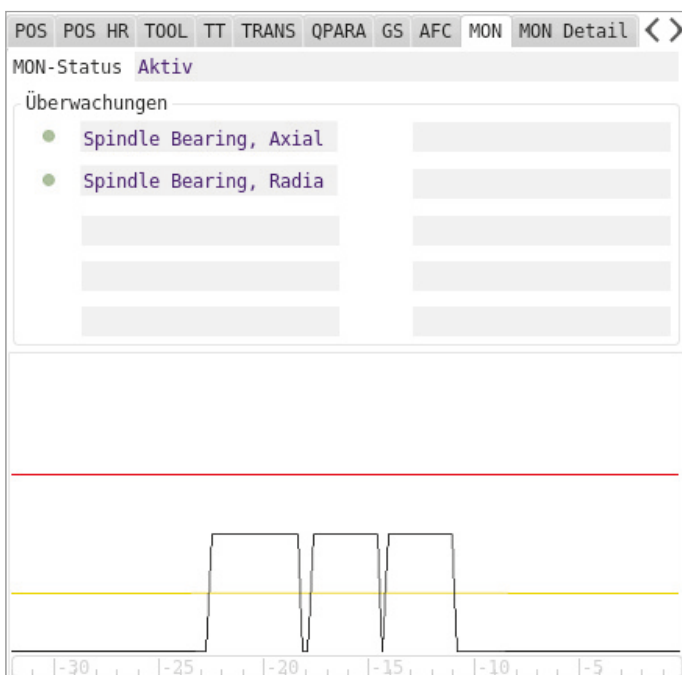 POS POS HR TOOL TT TRANS QPARA GS AFC MON MON Detail
MON-Status Aktiv
Überwachungen
Spindle Bearing, Axial
Spindle Bearing, Radia
-30 -25 -20 -15 -10 -5